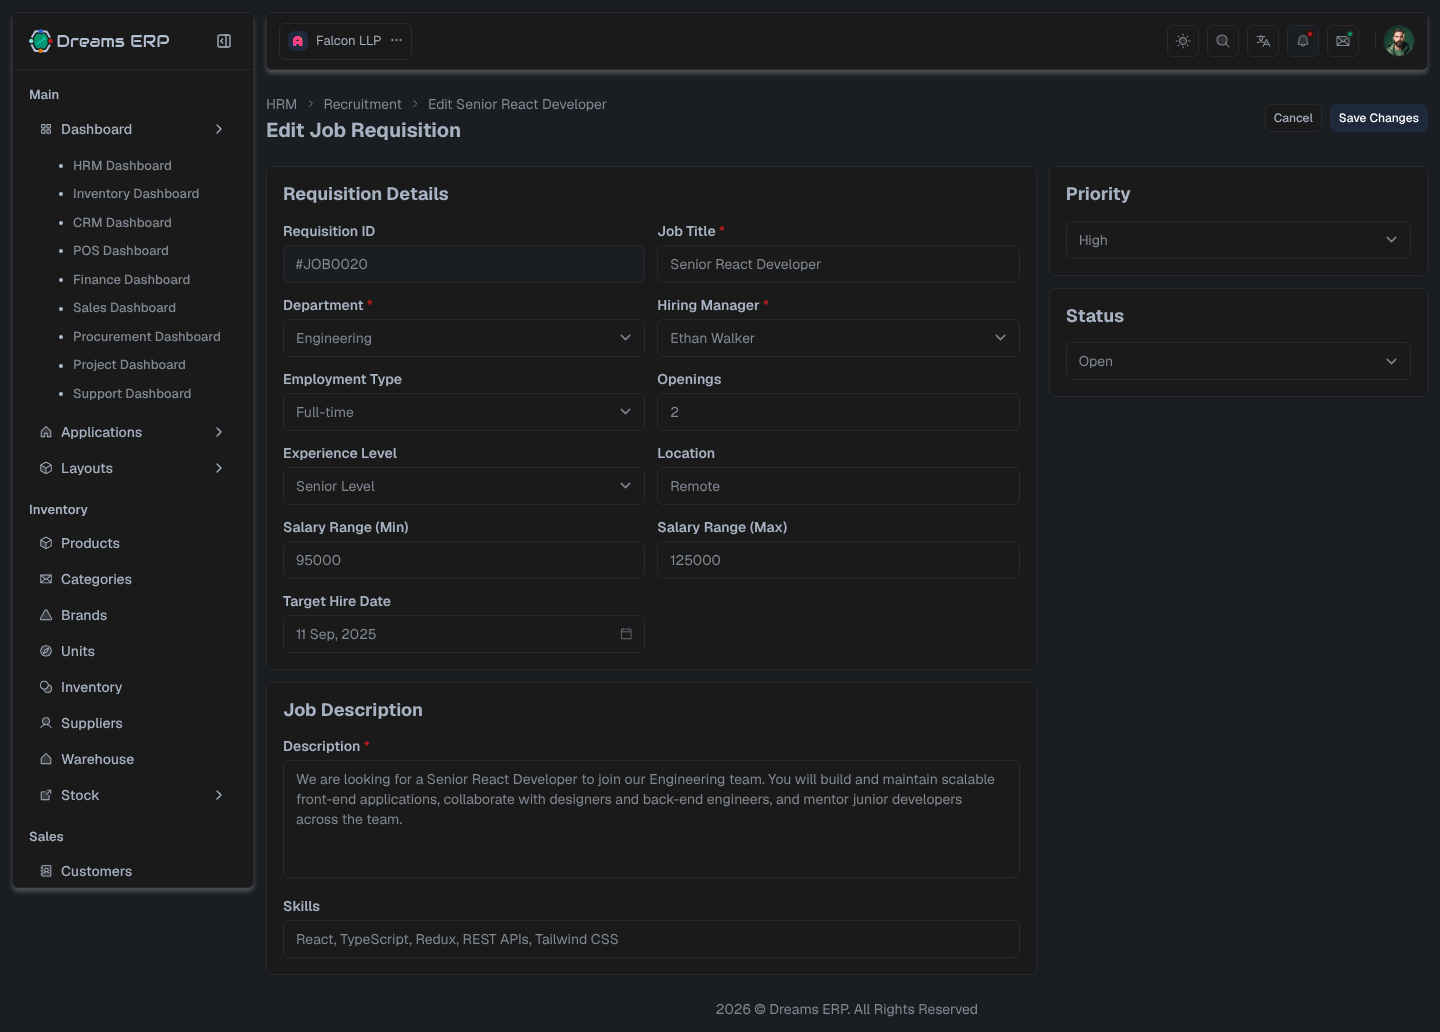 Dreams ERP
Main
Dashboard
HRM Dashboard
Inventory Dashboard
CRM Dashboard
POS Dashboard
Finance Dashboard
Sales Dashboard
Procurement Dashboard
Project Dashboard
Support Dashboard
Applications
Layouts
Inventory
Products
Categories
Brands
Units
Inventory
Suppliers
Warehouse
Stock
Sales
Customers
Falcon LLP ···
HRM > Recruitment > Edit Senior React Developer
Edit Job Requisition
Cancel
Save Changes
Requisition Details
Requisition ID
#JOB0020
Job Title *
Senior React Developer
Department *
Engineering
Hiring Manager *
Ethan Walker
Employment Type
Full-time
Openings
2
Experience Level
Senior Level
Location
Remote
Salary Range (Min)
95000
Salary Range (Max)
125000
Target Hire Date
11 Sep, 2025
Job Description
Description *
We are looking for a Senior React Developer to join our Engineering team. You will build and maintain scalable
front-end applications, collaborate with designers and back-end engineers, and mentor junior developers
across the team.
Skills
React, TypeScript, Redux, REST APIs, Tailwind CSS
Priority
High
Status
Open
2026 © Dreams ERP. All Rights Reserved